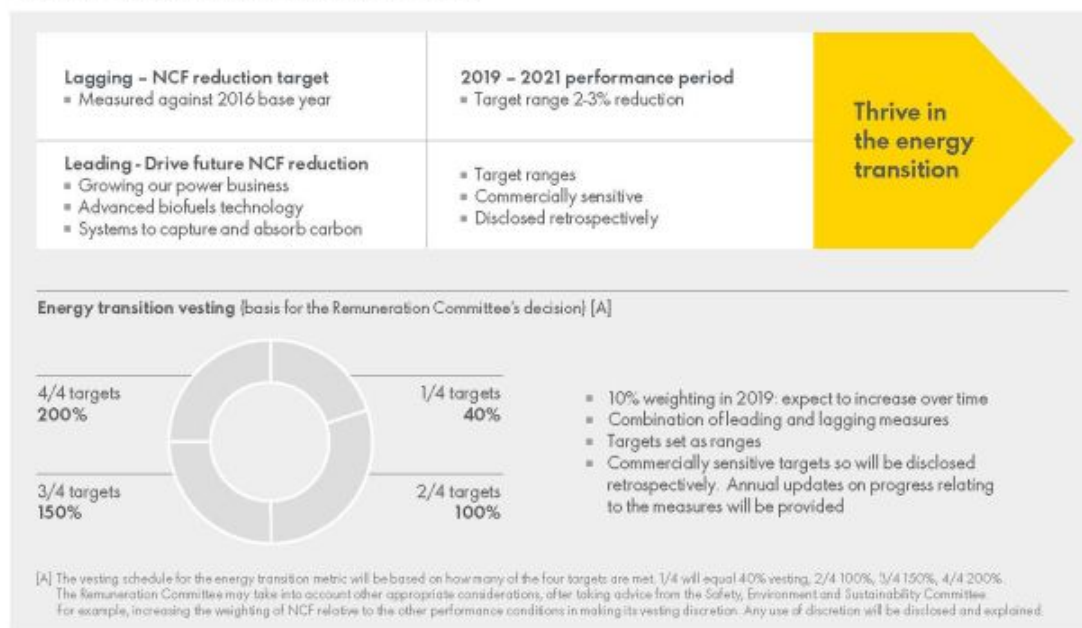 Lagging – NCF reduction target
▪ Measured against 2016 base year
2019 – 2021 performance period
▪ Target range 2-3% reduction
Leading - Drive future NCF reduction
▪ Growing our power business
▪ Advanced biofuels technology
▪ Systems to capture and absorb carbon
▪ Target ranges
▪ Commercially sensitive
▪ Disclosed retrospectively
Thrive in
the energy
transition
Energy transition vesting (basis for the Remuneration Committee's decision) [A]
4/4 targets
200%
1/4 targets
40%
3/4 targets
150%
2/4 targets
100%
▪ 10% weighting in 2019: expect to increase over time
▪ Combination of leading and lagging measures
▪ Targets set as ranges
▪ Commercially sensitive targets so will be disclosed
retrospectively. Annual updates on progress relating
to the measures will be provided
[A] The vesting schedule for the energy transition metric will be based on how many of the four targets are met. 1/4 will equal 40% vesting, 2/4 100%, 3/4 150%, 4/4 200%.
The Remuneration Committee may take into account other appropriate considerations, after taking advice from the Safety, Environment and Sustainability Committee.
For example, increasing the weighting of NCF relative to the other performance conditions in making its vesting discretion. Any use of discretion will be disclosed and explained.